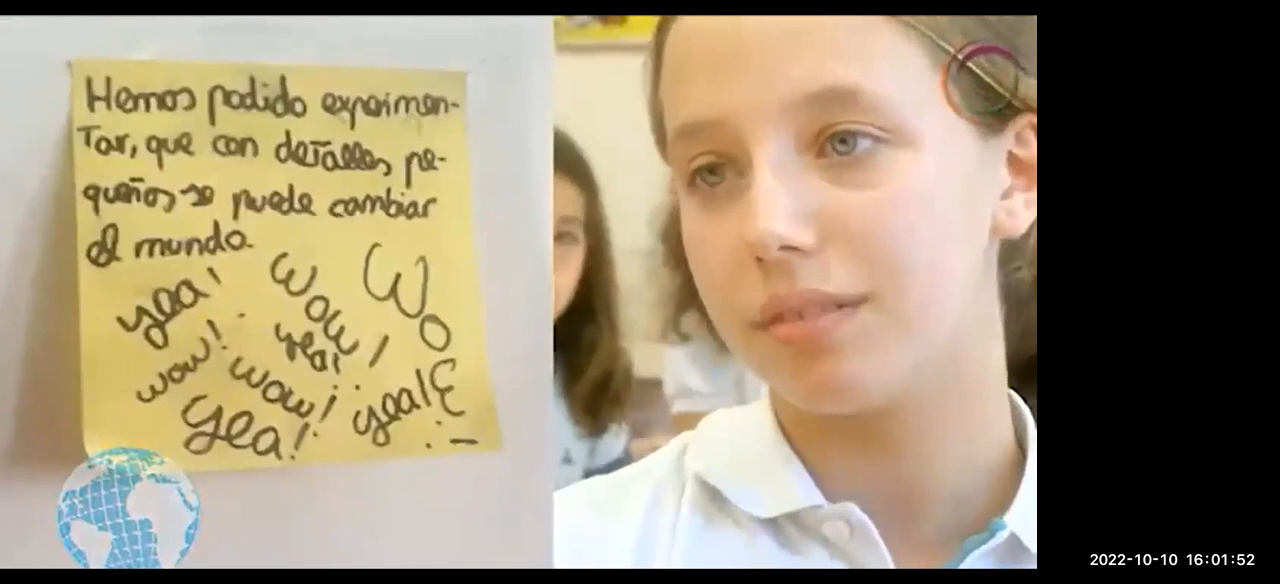 Hemos podido experimen-
tar, que con detalles pe-
queños se puede cambiar
el mundo.
yea! wow! wow!
yea!
wow! wow! yea!
yea!
2022-10-10 16:01:52